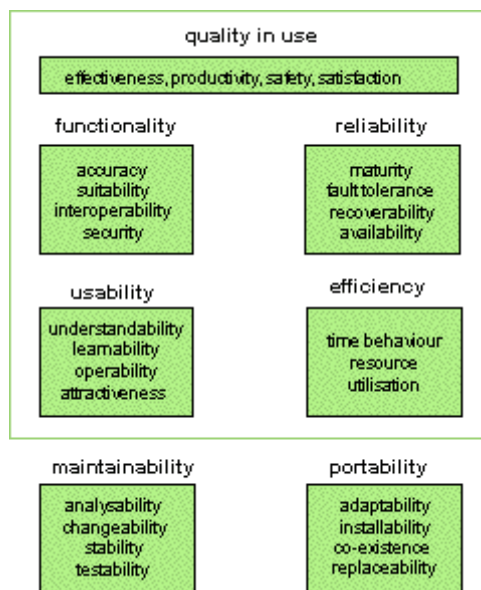 quality in use
effectiveness, productivity, safety, satisfaction
functionality
accuracy
suitability
interoperability
security
reliability
maturity
fault tolerance
recoverability
availability
usability
understandability
learnability
operability
attractiveness
efficiency
time behaviour
resource
utilisation
maintainability
analysability
changeability
stability
testability
portability
adaptability
installability
co-existence
replaceability